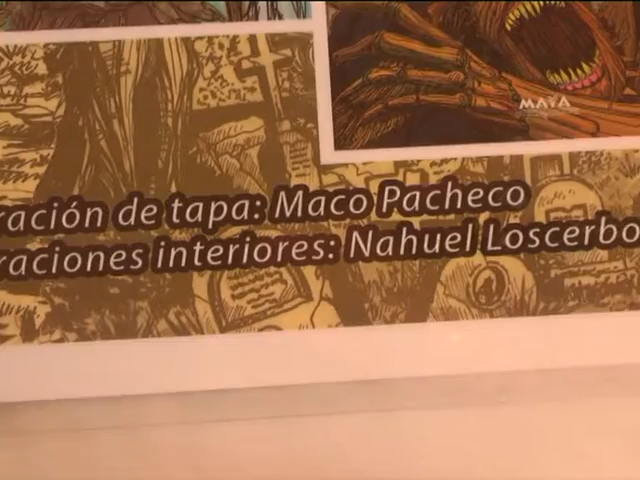 MAYA
ración de tapa: Maco Pacheco
raciones interiores: Nahuel Loscerbo